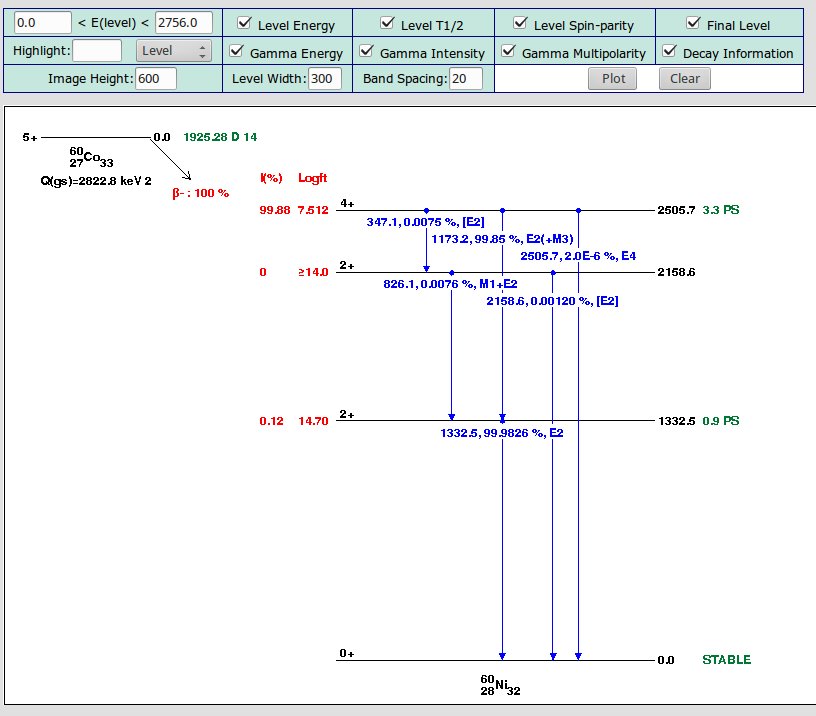 0.0 < E(level) < 2756.0 Level Energy Level T1/2 Level Spin-parity Final Level
Highlight: Level Gamma Energy Gamma Intensity Gamma Multipolarity Decay Information
Image Height: 600 Level Width: 300 Band Spacing: 20 Plot Clear
5+ 0.0 1925.28 D 14
60
27Co33
Q(gs)=2822.8 keV 2
β- : 100 %
I(%) Logft
99.88 7.512 4+ 2505.7 3.3 PS
347.1, 0.0075 %, [E2]
1173.2, 99.85 %, E2(+M3)
2505.7, 2.0E-6 %, E4
0 ≥14.0 2+ 2158.6
826.1, 0.0076 %, M1+E2
2158.6, 0.00120 %, [E2]
0.12 14.70 2+ 1332.5 0.9 PS
1332.5, 99.9826 %, E2
0+ 0.0 STABLE
60
28Ni32